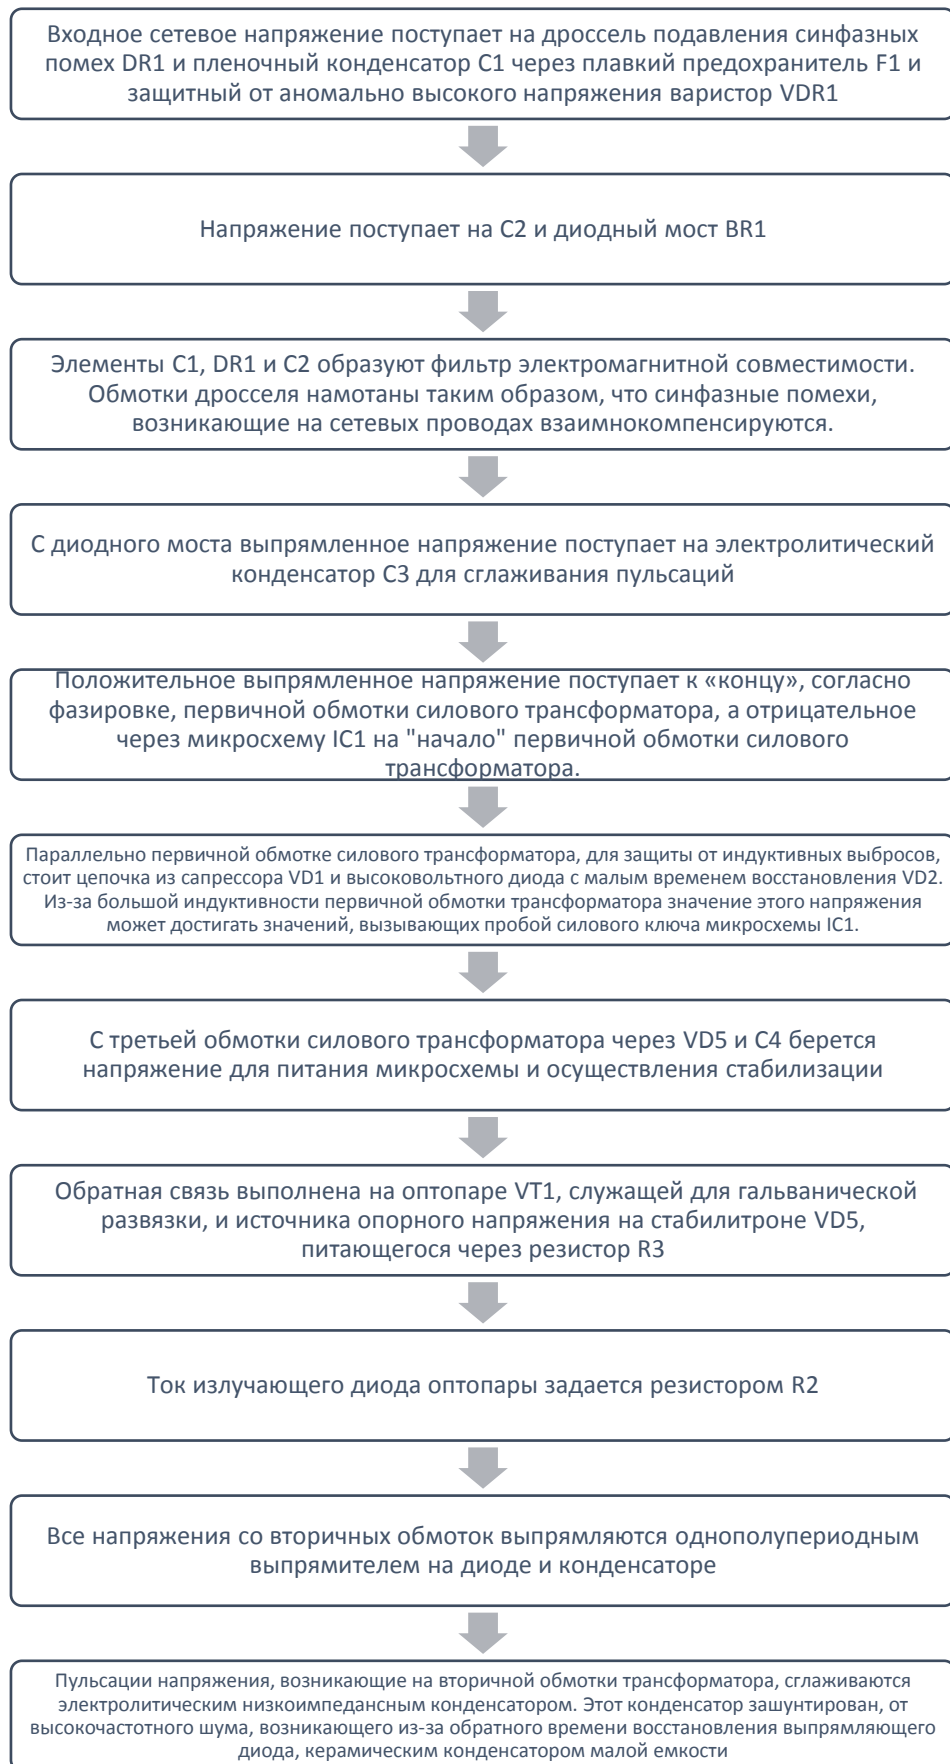 Входное сетевое напряжение поступает на дроссель подавления синфазных
помех DR1 и пленочный конденсатор C1 через плавкий предохранитель F1 и
защитный от аномально высокого напряжения варистор VDR1
Напряжение поступает на C2 и диодный мост BR1
Элементы C1, DR1 и C2 образуют фильтр электромагнитной совместимости.
Обмотки дросселя намотаны таким образом, что синфазные помехи,
возникающие на сетевых проводах взаимнокомпенсируются.
С диодного моста выпрямленное напряжение поступает на электролитический
конденсатор C3 для сглаживания пульсаций
Положительное выпрямленное напряжение поступает к «концу», согласно
фазировке, первичной обмотки силового трансформатора, а отрицательное
через микросхему IC1 на "начало" первичной обмотки силового
трансформатора.
Параллельно первичной обмотке силового трансформатора, для защиты от индуктивных выбросов,
стоит цепочка из сапрессора VD1 и высоковольтного диода с малым временем восстановления VD2.
Из-за большой индуктивности первичной обмотки трансформатора значение этого напряжения
может достигать значений, вызывающих пробой силового ключа микросхемы IC1.
С третьей обмотки силового трансформатора через VD5 и C4 берется
напряжение для питания микросхемы и осуществления стабилизации
Обратная связь выполнена на оптопаре VT1, служащей для гальванической
развязки, и источника опорного напряжения на стабилитроне VD5,
питающегося через резистор R3
Ток излучающего диода оптопары задается резистором R2
Все напряжения со вторичных обмоток выпрямляются однополупериодным
выпрямителем на диоде и конденсаторе
Пульсации напряжения, возникающие на вторичной обмотки трансформатора, сглаживаются
электролитическим низкоимпедансным конденсатором. Этот конденсатор зашунтирован, от
высокочастотного шума, возникающего из-за обратного времени восстановления выпрямляющего
диода, керамическим конденсатором малой емкости